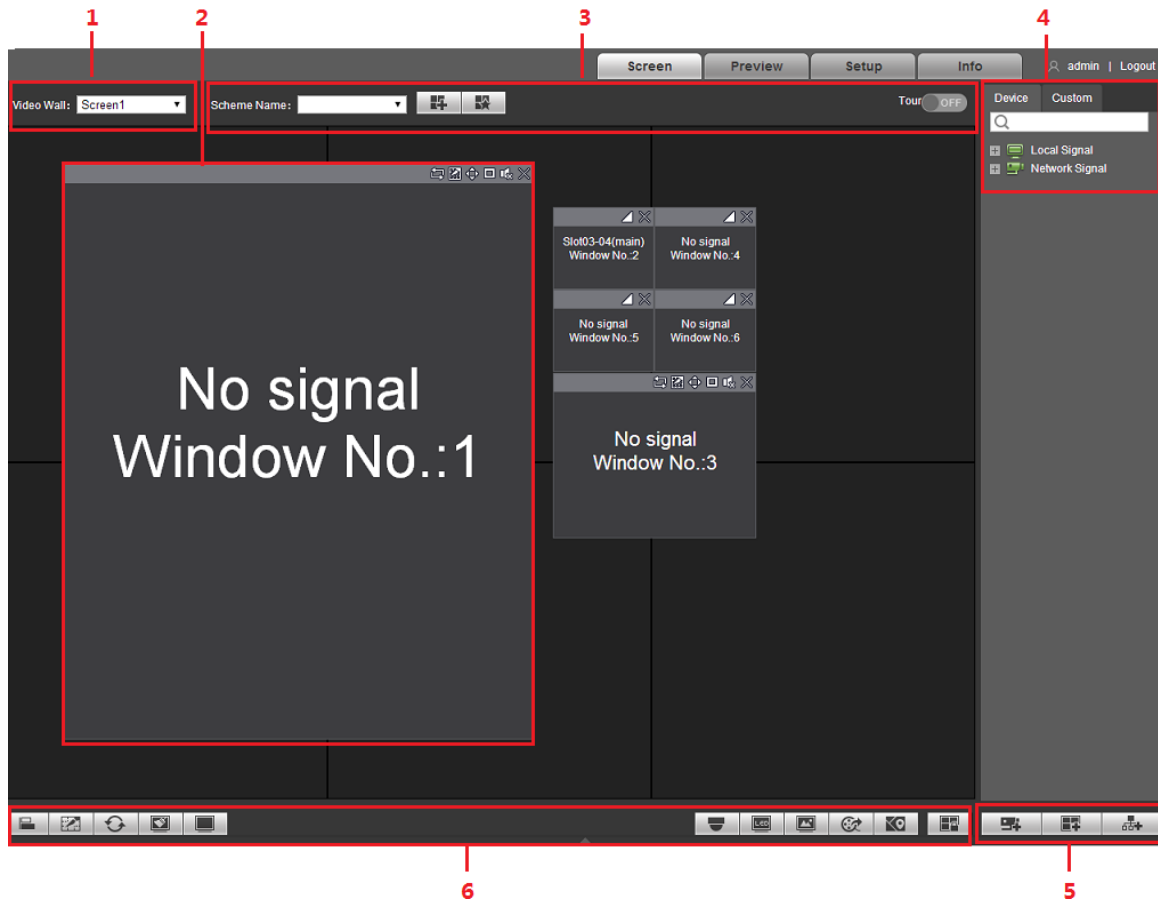 1 2 3 4
Screen Preview Setup Info admin | Logout
Video Wall: Screen1 Scheme Name: Tour OFF Device Custom
Local Signal
Network Signal
Slot03-04(main)
Window No.:2
No signal
Window No.:4
No signal
Window No.:5
No signal
Window No.:6
No signal
Window No.:1
No signal
Window No.:3
LED
6 5